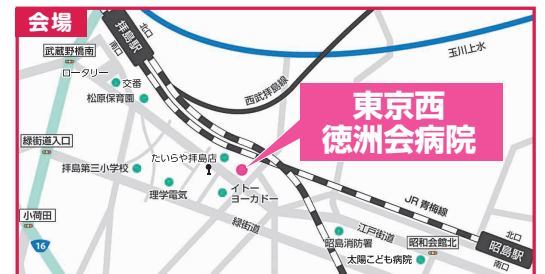 会場
北口
拝島駅
南口
武蔵野橋南
ロータリー
交番
松原保育園
玉川上水
西武拝島線
東京西
徳洲会病院
緑街道入口
たいらや拝島店
拝島第三小学校
理学電気
イトー
ヨーカドー
JR青梅線
小荷田
緑街道
16
江戸街道
昭島消防署
昭和会館北
太陽こども病院
北口
昭島駅
南口